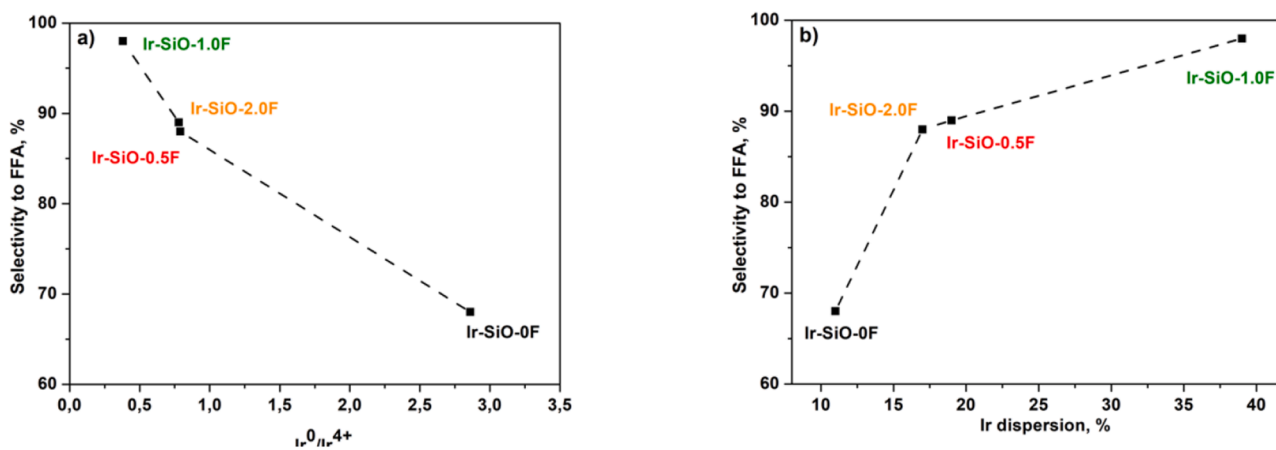 a)
Selectivity to FFA, %
100
90
80
70
60
Ir-SiO-1.0F
Ir-SiO-2.0F
Ir-SiO-0.5F
Ir-SiO-0F
0,0 0,5 1,0 1,5 2,0 2,5 3,0 3,5
Ir⁰/Ir⁴⁺
b)
Selectivity to FFA, %
100
90
80
70
60
Ir-SiO-1.0F
Ir-SiO-2.0F
Ir-SiO-0.5F
Ir-SiO-0F
10 15 20 25 30 35 40
Ir dispersion, %